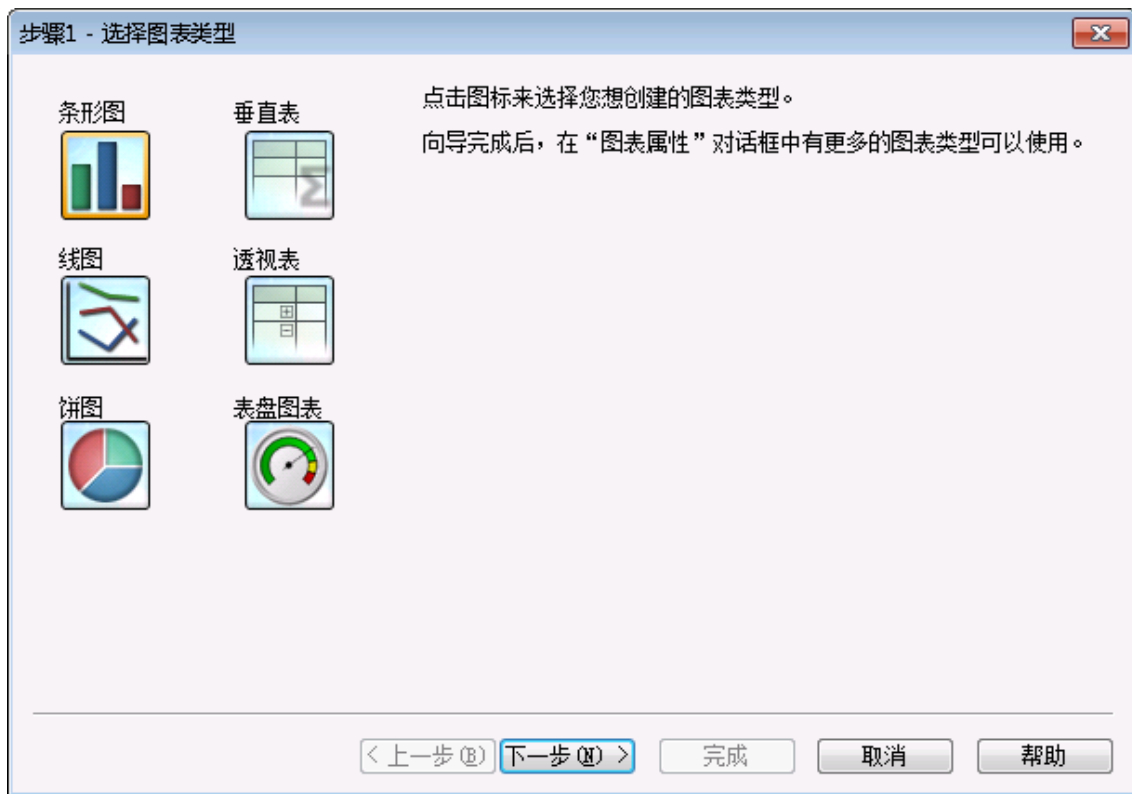 步骤1 - 选择图表类型
条形图
垂直表
点击图标来选择您想创建的图表类型。
向导完成后，在“图表属性”对话框中有更多的图表类型可以使用。
线图
透视表
饼图
表盘图表
< 上一步(B)
下一步(N) >
完成
取消
帮助